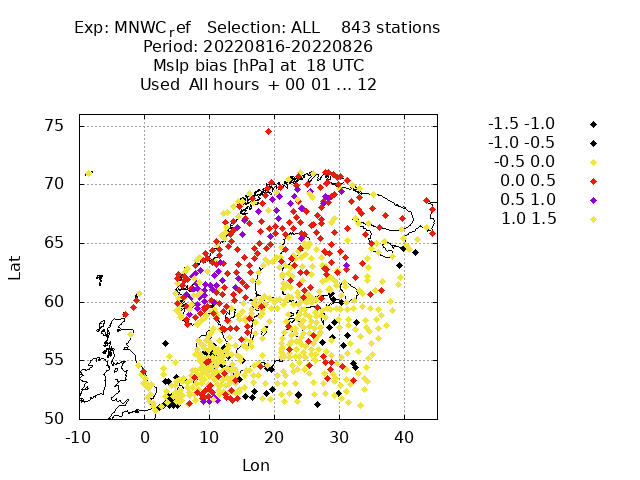 Exp: MNWC_ref   Selection: ALL    843 stations
Period: 20220816-20220826
Mslp bias [hPa] at  18 UTC
Used  All hours  + 00 01 ... 12
75
70
65
60
55
50
-10 0 10 20 30 40
Lat
Lon
-1.5 -1.0
-1.0 -0.5
-0.5 0.0
0.0 0.5
0.5 1.0
1.0 1.5